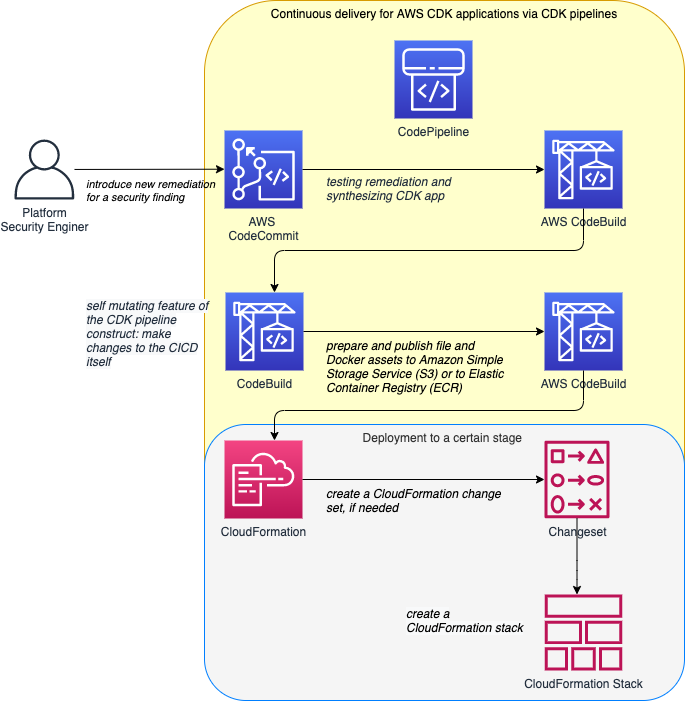 Continuous delivery for AWS CDK applications via CDK pipelines
CodePipeline
introduce new remediation
for a security finding
Platform
Security Enginer
AWS
CodeCommit
testing remediation and
synthesizing CDK app
AWS CodeBuild
self mutating feature of
the CDK pipeline
construct: make
changes to the CICD
itself
CodeBuild
prepare and publish file and
Docker assets to Amazon Simple
Storage Service (S3) or to Elastic
Container Registry (ECR)
AWS CodeBuild
Deployment to a certain stage
CloudFormation
create a CloudFormation change
set, if needed
Changeset
create a
CloudFormation stack
CloudFormation Stack